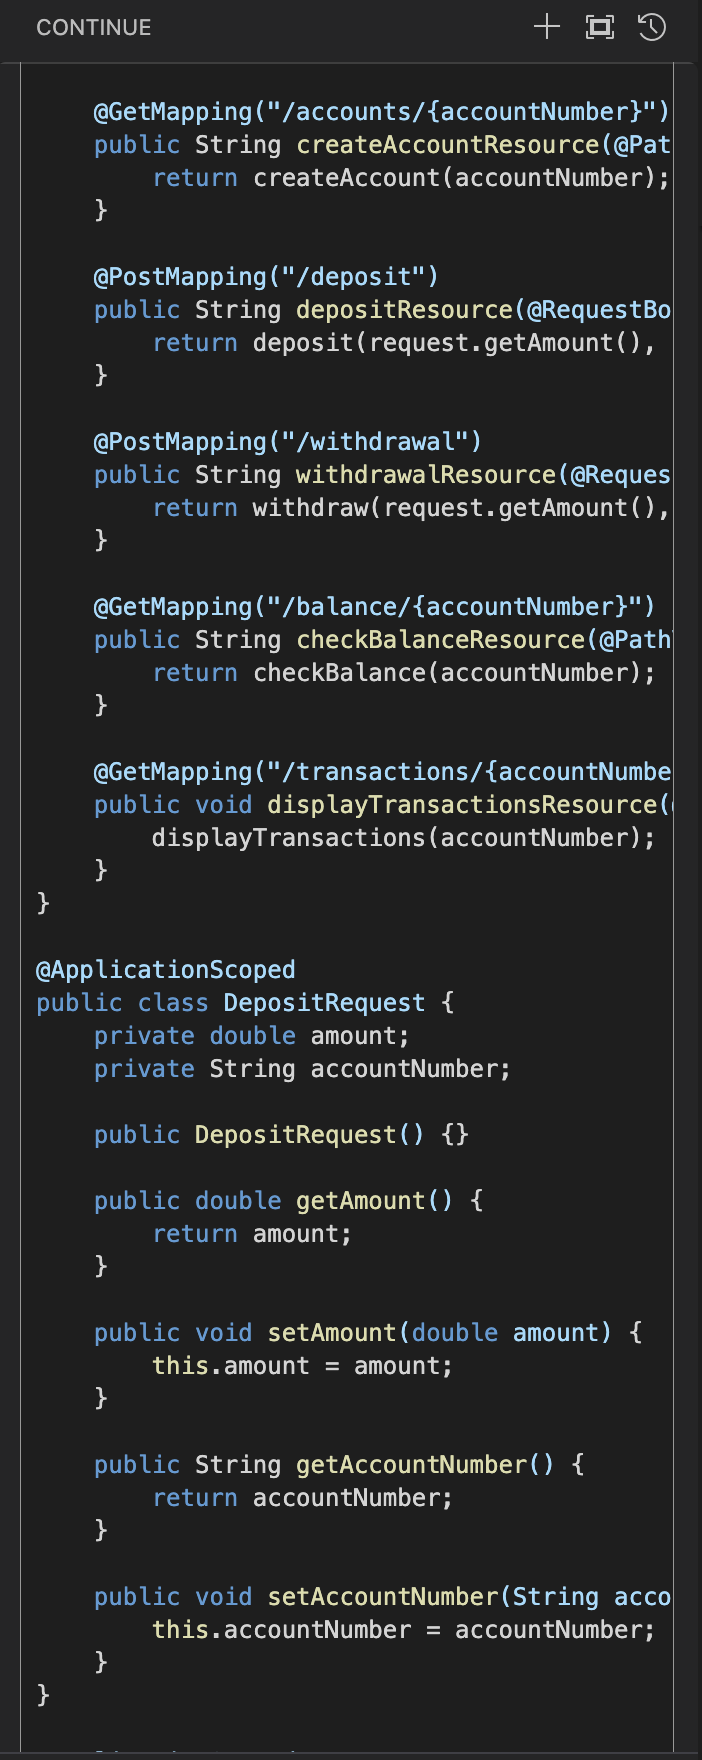 CONTINUE
@GetMapping("/accounts/{accountNumber}")
public String createAccountResource(@Pat
return createAccount(accountNumber);
}
@PostMapping("/deposit")
public String depositResource(@RequestBo
return deposit(request.getAmount(),
}
@PostMapping("/withdrawal")
public String withdrawalResource(@Reques
return withdraw(request.getAmount(),
}
@GetMapping("/balance/{accountNumber}")
public String checkBalanceResource(@Path
return checkBalance(accountNumber);
}
@GetMapping("/transactions/{accountNumbe
public void displayTransactionsResource(
displayTransactions(accountNumber);
}
}
@ApplicationScoped
public class DepositRequest {
private double amount;
private String accountNumber;
public DepositRequest() {}
public double getAmount() {
return amount;
}
public void setAmount(double amount) {
this.amount = amount;
}
public String getAccountNumber() {
return accountNumber;
}
public void setAccountNumber(String acco
this.accountNumber = accountNumber;
}
}